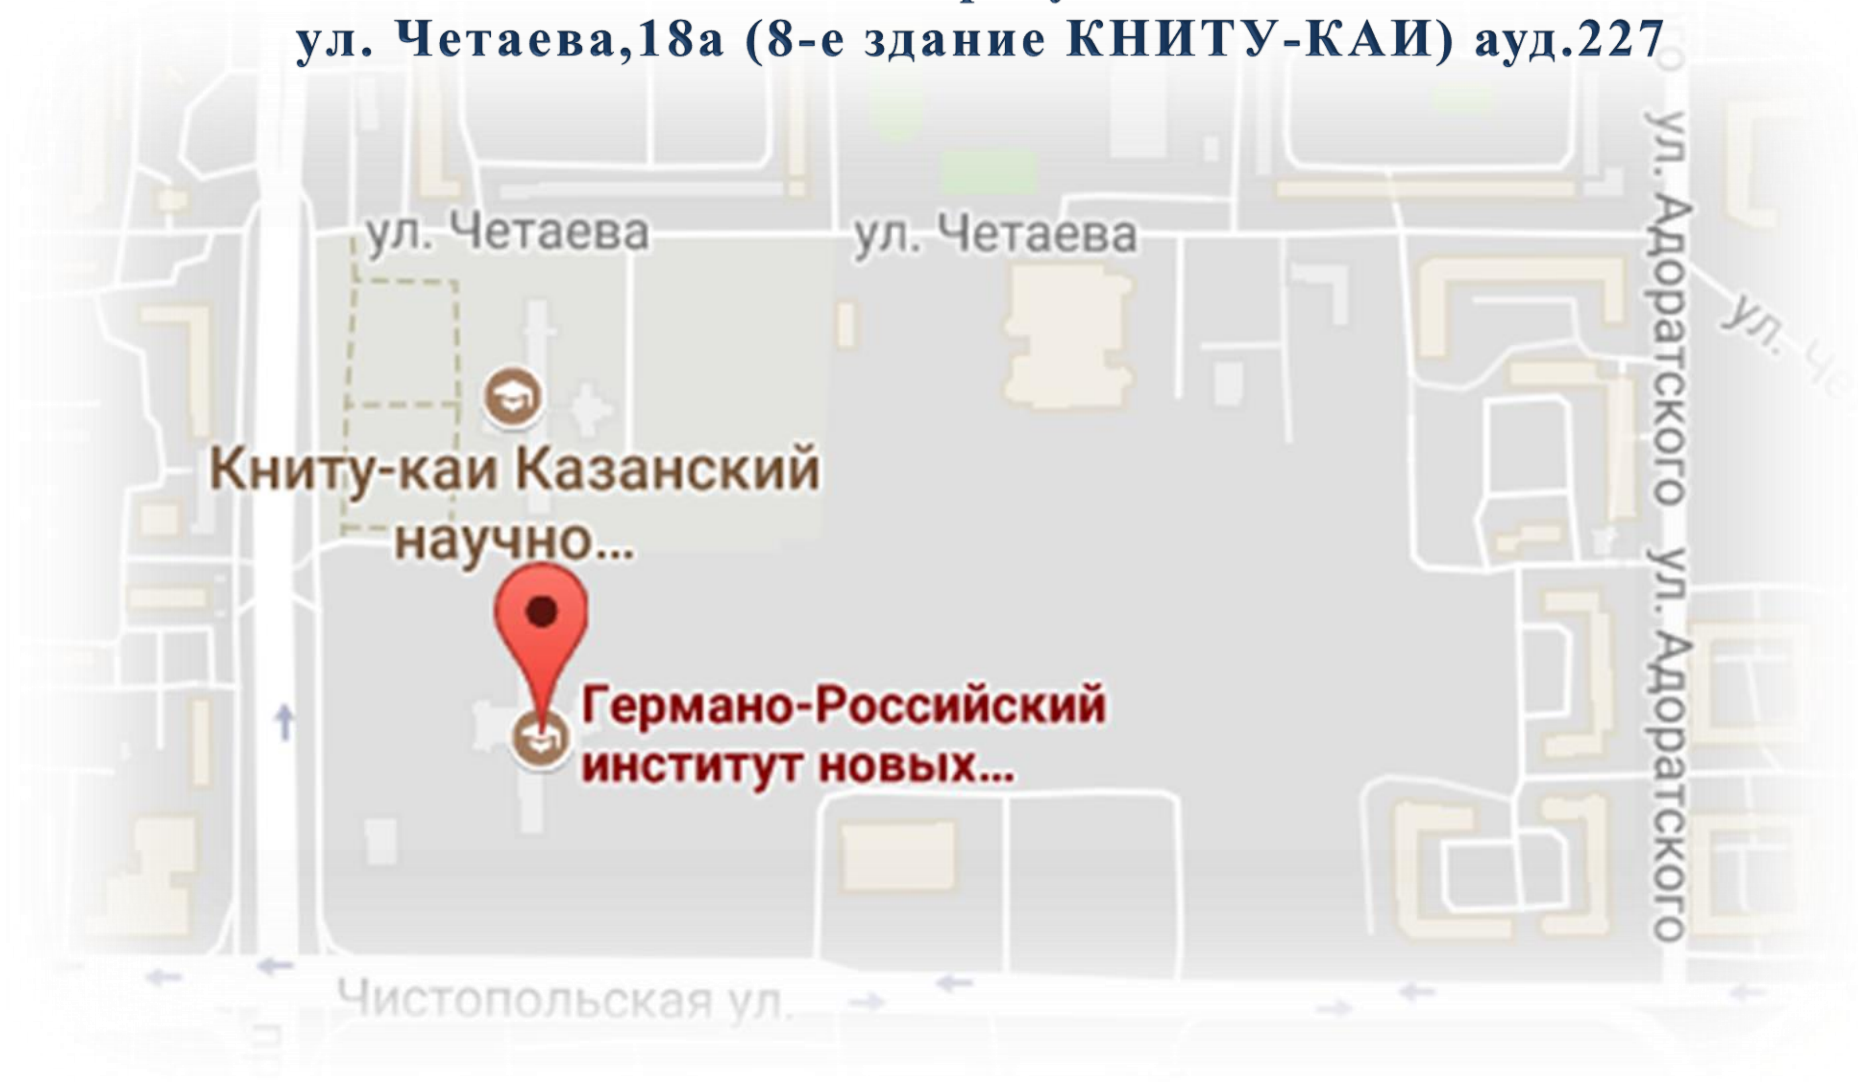 ул. Четаева,18а (8-е здание КНИТУ-КАИ) ауд.227
ул. Четаева
ул. Четаева
ул. Адоратского
ул.
Книту-каи Казанский
научно...
Германо-Российский
институт новых...
ул. Адоратского
Чистопольская ул.